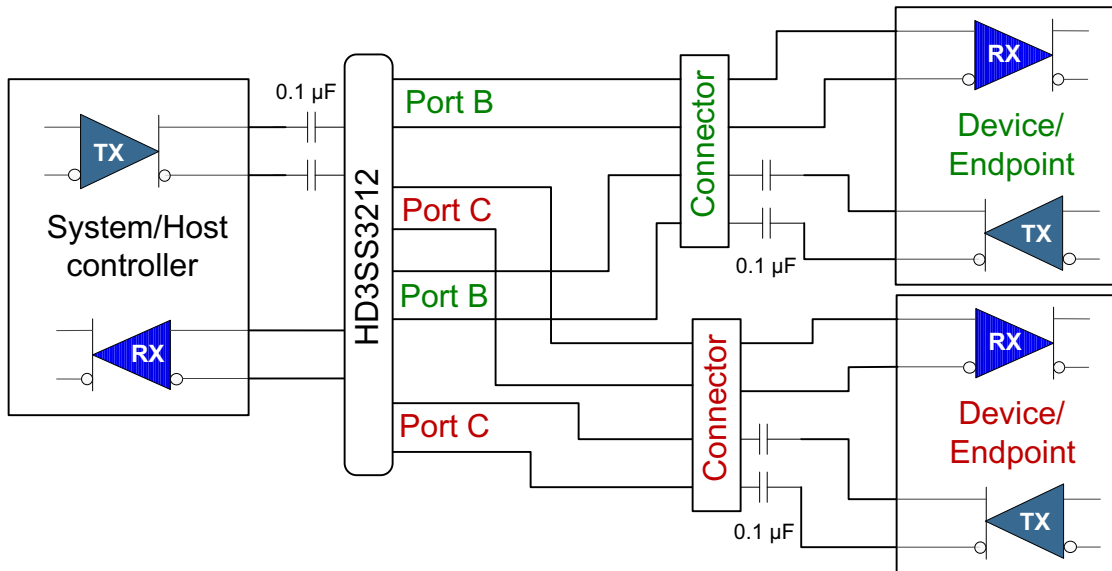 0.1 µF
TX
System/Host
controller
RX
HD3SS3212
Port B
Port C
Port B
Port C
Connector
0.1 µF
RX
Device/
Endpoint
TX
Connector
0.1 µF
RX
Device/
Endpoint
TX